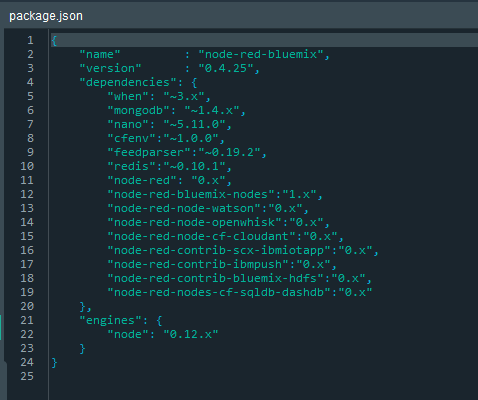 package.json
1 {
2     "name"         : "node-red-bluemix",
3     "version"      : "0.4.25",
4     "dependencies": {
5         "when": "~3.x",
6         "mongodb": "~1.4.x",
7         "nano": "~5.11.0",
8         "cfenv":"~1.0.0",
9         "feedparser":"~0.19.2",
10         "redis":"~0.10.1",
11         "node-red": "0.x",
12         "node-red-bluemix-nodes":"1.x",
13         "node-red-node-watson":"0.x",
14         "node-red-node-openwhisk":"0.x",
15         "node-red-node-cf-cloudant":"0.x",
16         "node-red-contrib-scx-ibmiotapp":"0.x",
17         "node-red-contrib-ibmpush":"0.x",
18         "node-red-contrib-bluemix-hdfs":"0.x",
19         "node-red-nodes-cf-sqldb-dashdb":"0.x"
20     },
21     "engines": {
22         "node": "0.12.x"
23     }
24 }
25